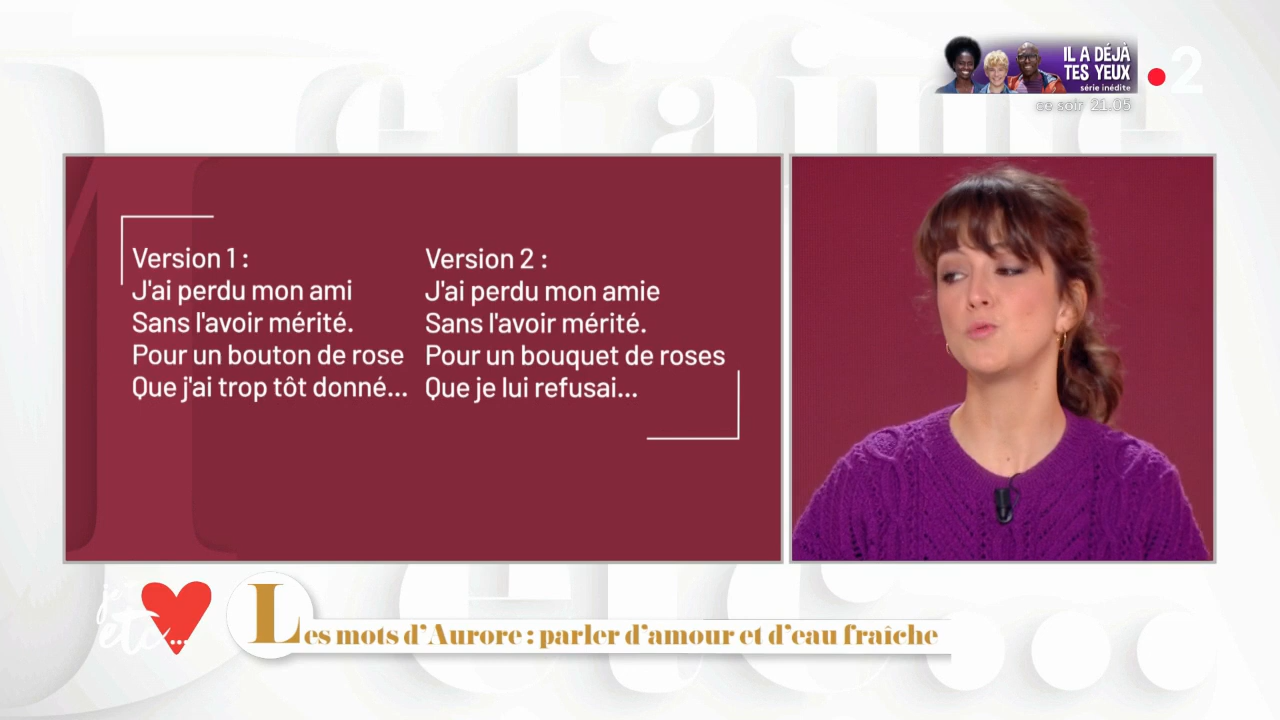 IL A DÉJÀ
TES YEUX
série inédite
ce soir 21.05
2
Version 1 :
J'ai perdu mon ami
Sans l'avoir mérité.
Pour un bouton de rose
Que j'ai trop tôt donné...
Version 2 :
J'ai perdu mon amie
Sans l'avoir mérité.
Pour un bouquet de roses
Que je lui refusai...
je
etc...
Les mots d'Aurore : parler d'amour et d'eau fraîche